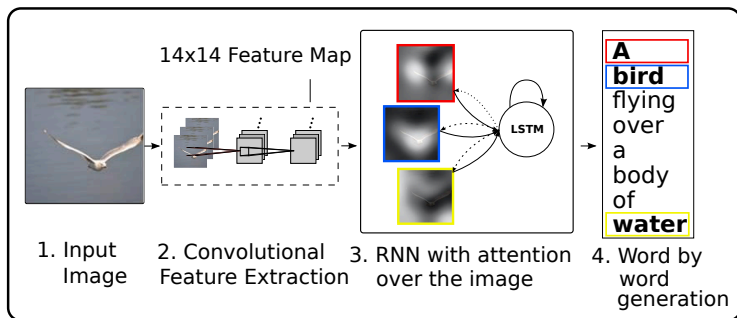 14x14 Feature Map
LSTM
A
bird
flying
over
a
body
of
water
1. Input
Image
2. Convolutional
Feature Extraction
3. RNN with attention
over the image
4. Word by
word
generation